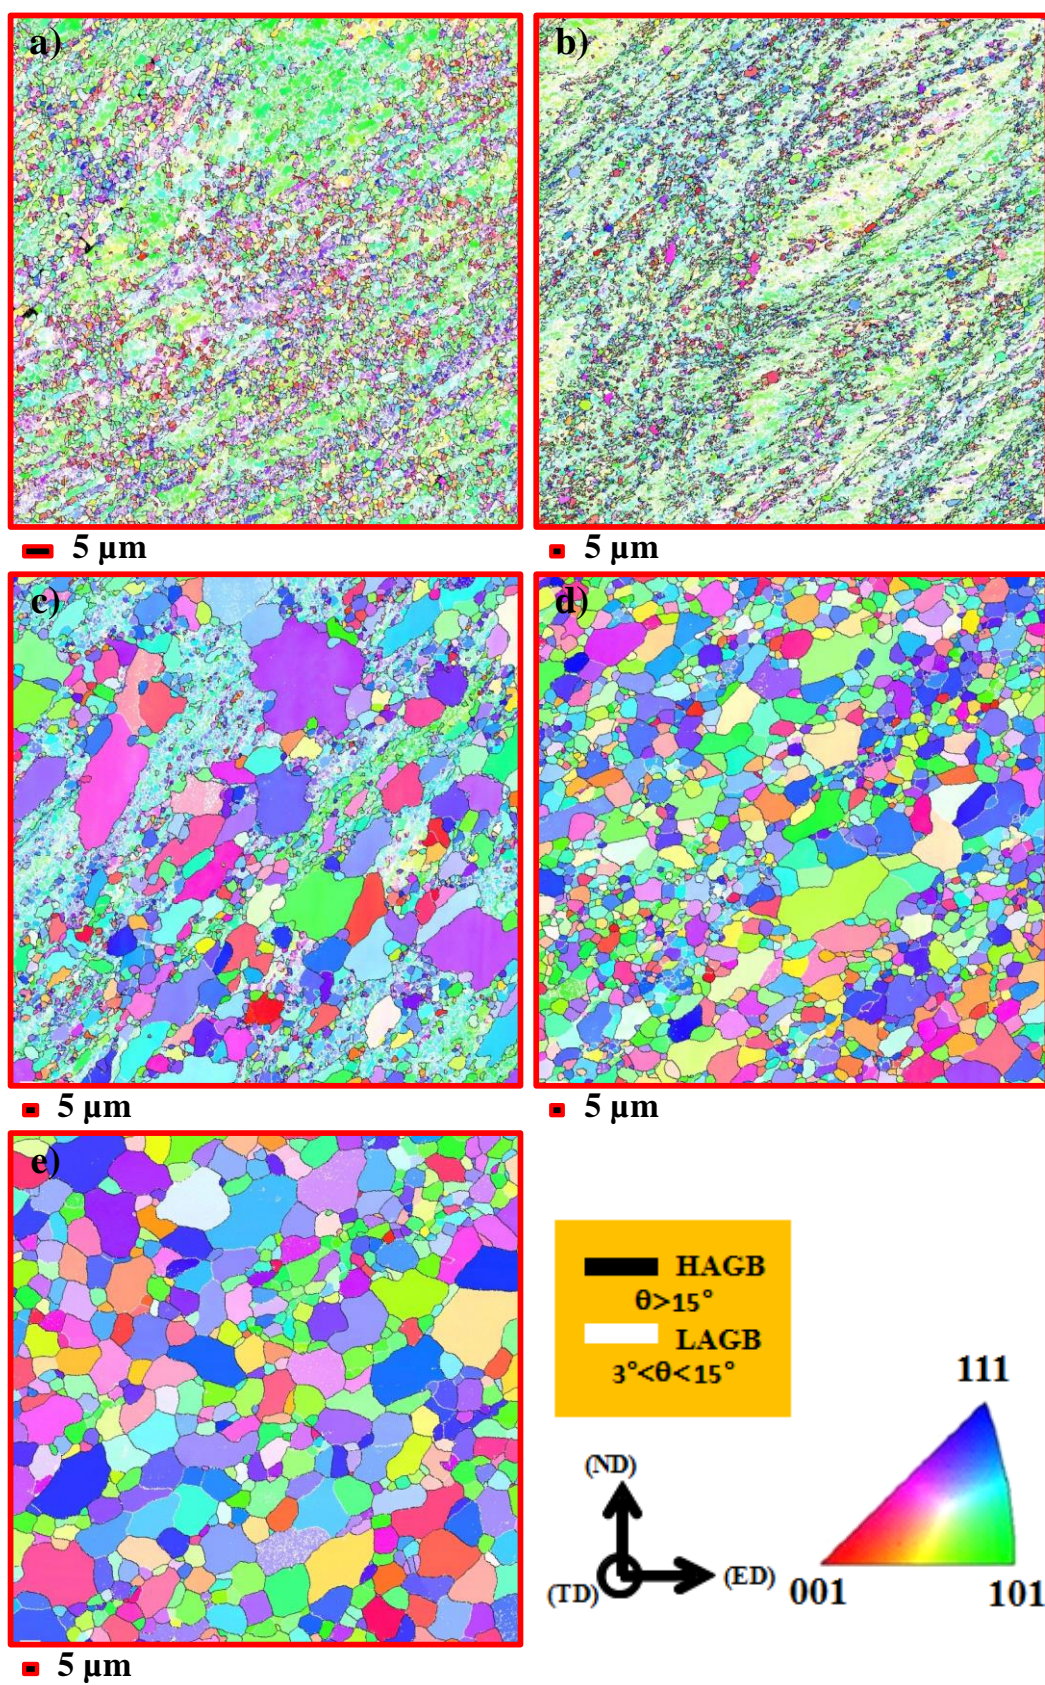 a)
b)
5 µm
5 µm
c)
d)
5 µm
5 µm
e)
HAGB
θ>15°
LAGB
3°<θ<15°
111
(ND)
(TD)
(ED)
001
101
5 µm